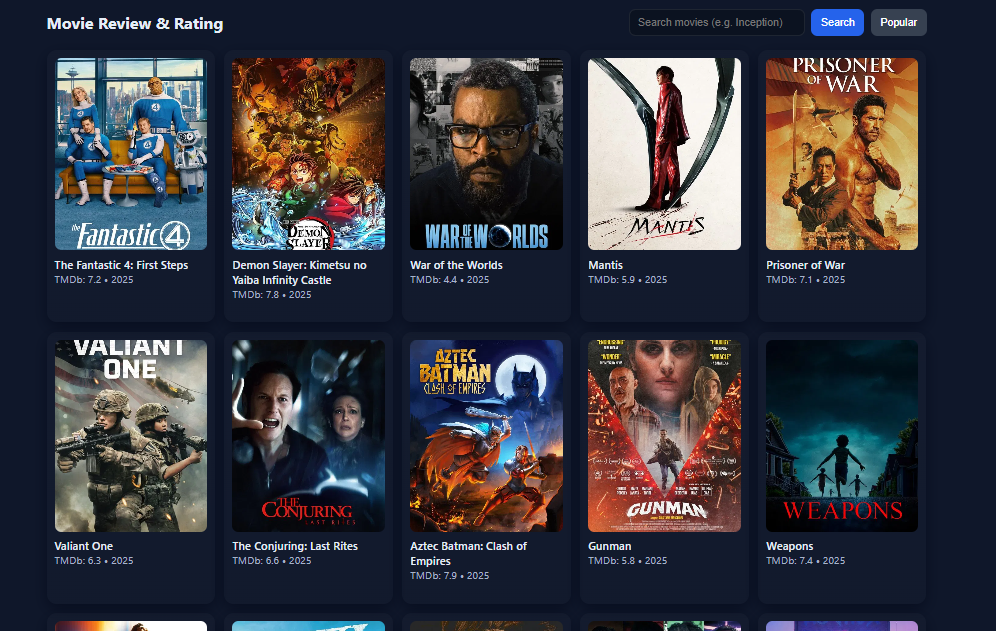 Movie Review & Rating
Search movies (e.g. Inception)
Search
Popular
the
Fantastic 4
DEMON
SLAYER
WAR OF THE WORLDS
MANTIS
PRISONER
OF WAR
The Fantastic 4: First Steps
TMDb: 7.2 • 2025
Demon Slayer: Kimetsu no
Yaiba Infinity Castle
TMDb: 7.8 • 2025
War of the Worlds
TMDb: 4.4 • 2025
Mantis
TMDb: 5.9 • 2025
Prisoner of War
TMDb: 7.1 • 2025
VALIANT
ONE
THE
CONJURING
LAST RITES
AZTEC
BATMAN
CLASH OF EMPIRES
GUNMAN
WEAPONS
Valiant One
TMDb: 6.3 • 2025
The Conjuring: Last Rites
TMDb: 6.6 • 2025
Aztec Batman: Clash of
Empires
TMDb: 7.9 • 2025
Gunman
TMDb: 5.8 • 2025
Weapons
TMDb: 7.4 • 2025